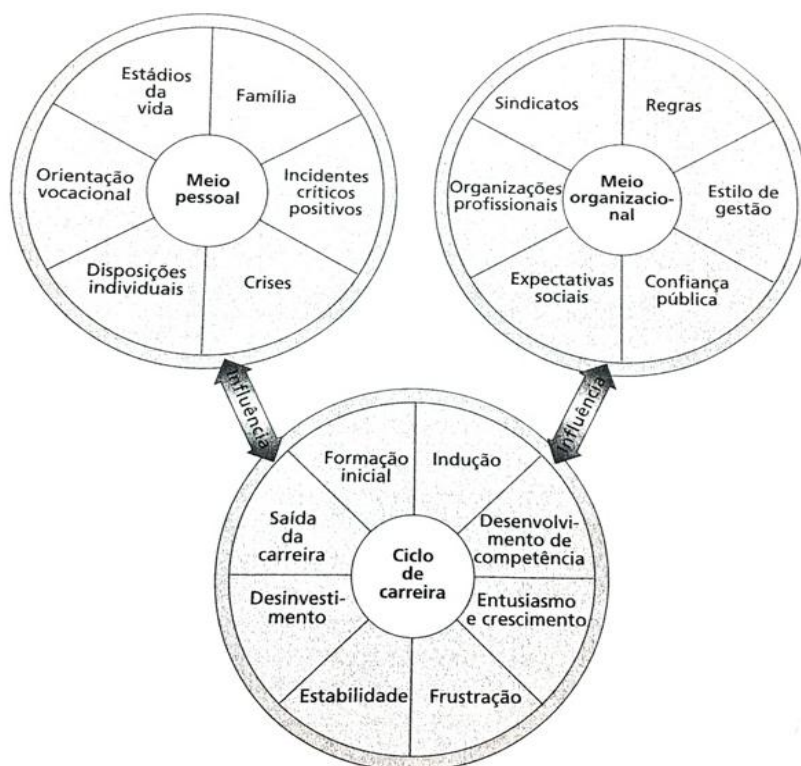 Estádios
da
vida
Família
Orientação
vocacional
Meio
pessoal
Incidentes
críticos
positivos
Disposições
individuais
Crises
Sindicatos
Regras
Organizações
profissionais
Meio
organizacio-
nal
Estilo de
gestão
Expectativas
sociais
Confiança
pública
Influência
Influência
Formação
inicial
Indução
Saída
da
carreira
Ciclo
de
carreira
Desenvolvi-
mento de
competência
Desinvesti-
mento
Entusiasmo
e crescimento
Estabilidade
Frustração